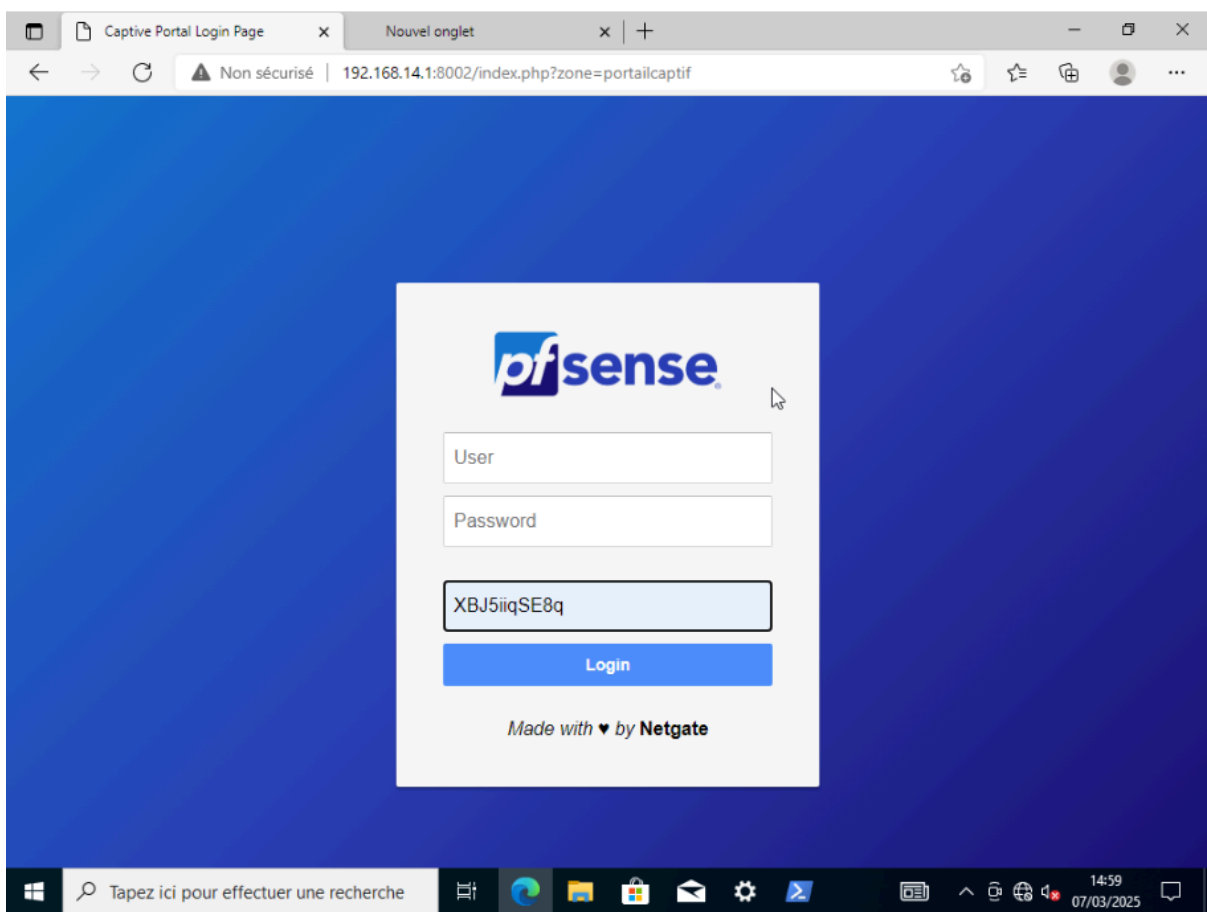 Captive Portal Login Page
Nouvel onglet
Non sécurisé
192.168.14.1:8002/index.php?zone=portailcaptif
pfsense
User
Password
XBJ5iiqSE8q
Login
Made with ♥ by Netgate
Tapez ici pour effectuer une recherche
14:59
07/03/2025